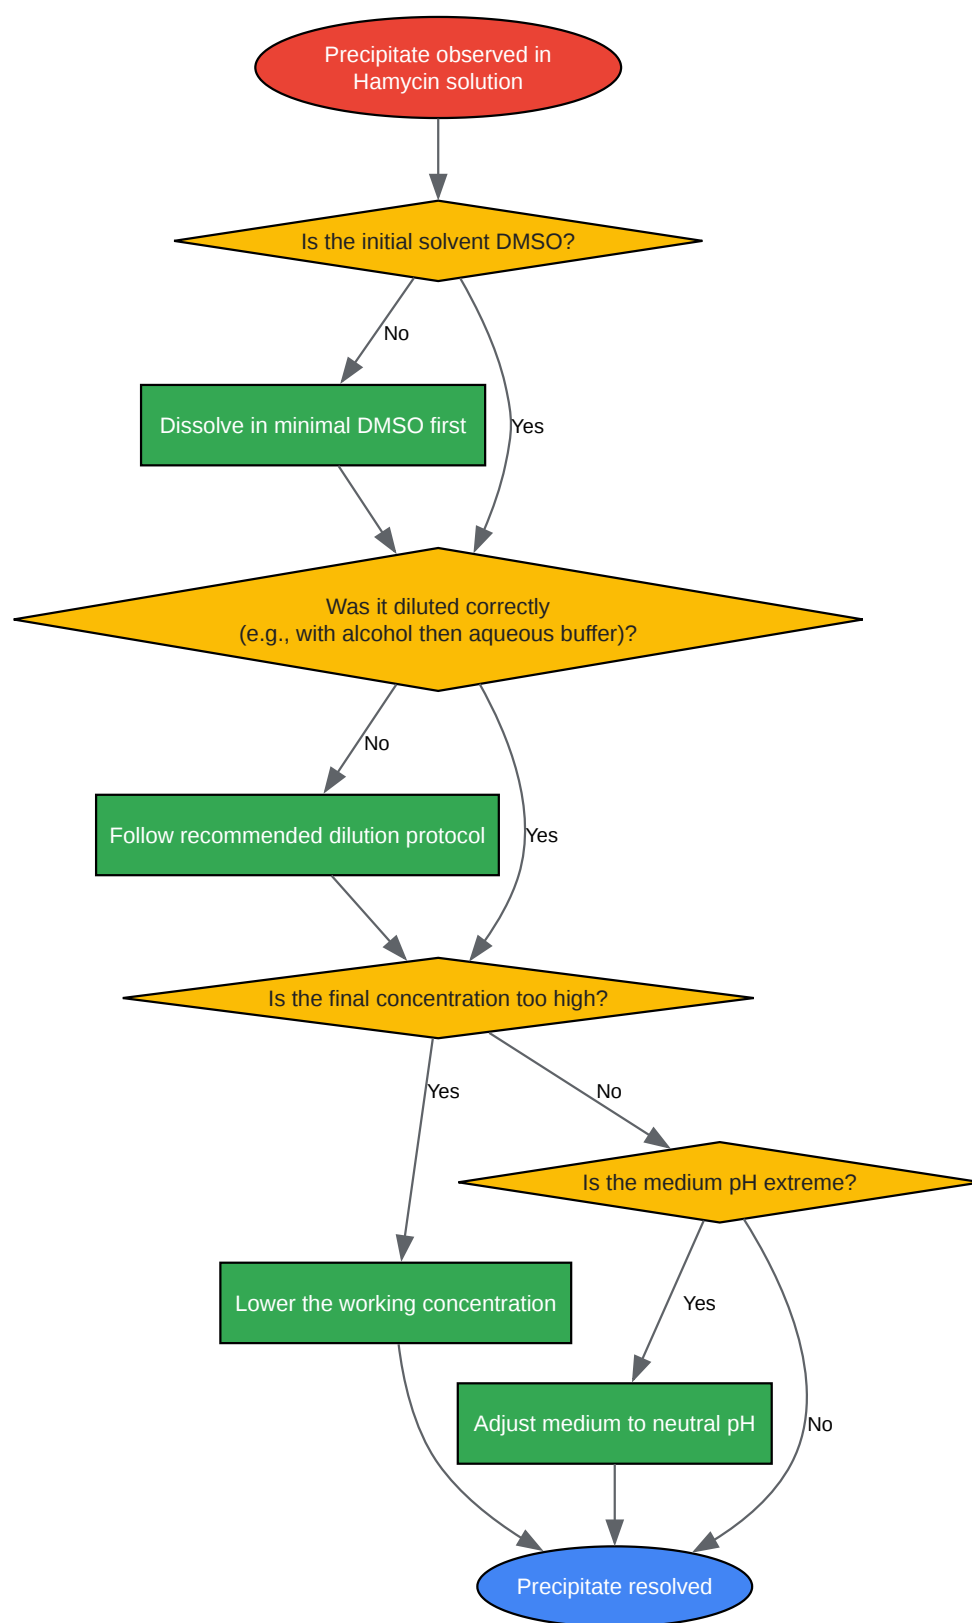 Precipitate observed in
Hamycin solution
Is the initial solvent DMSO?
No
Dissolve in minimal DMSO first
Yes
Was it diluted correctly
(e.g., with alcohol then aqueous buffer)?
No
Follow recommended dilution protocol
Yes
Is the final concentration too high?
Yes
No
Is the medium pH extreme?
Lower the working concentration
Yes
Adjust medium to neutral pH
No
Precipitate resolved